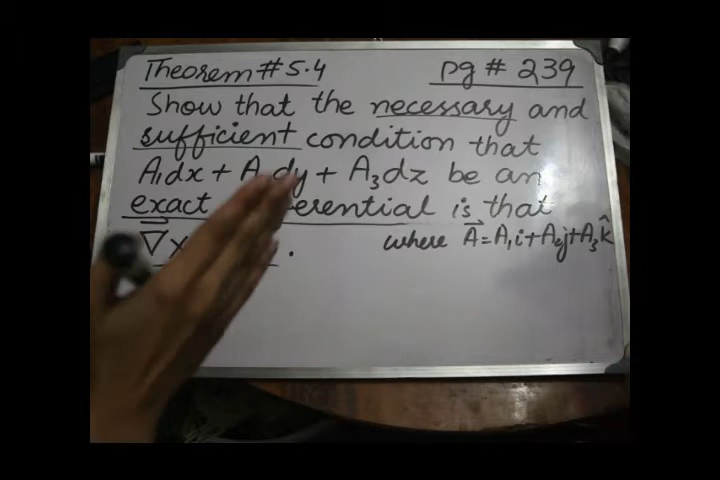 Theorem # 5.4 pg # 239
Show that the necessary and
sufficient condition that
A₁dx + A dy + A₃dz be an
exact erential is that
∇ × . where A⃗ = A₁i + A₂j + A₃k̂